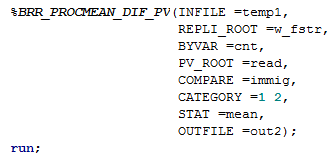 %BRR_PROCMEAN_DIF_PV(INFILE =temp1,
REPLI_ROOT =w_fstr,
BYVAR =cnt,
PV_ROOT =read,
COMPARE =immig,
CATEGORY =1 2,
STAT =mean,
OUTFILE =out2);
run;